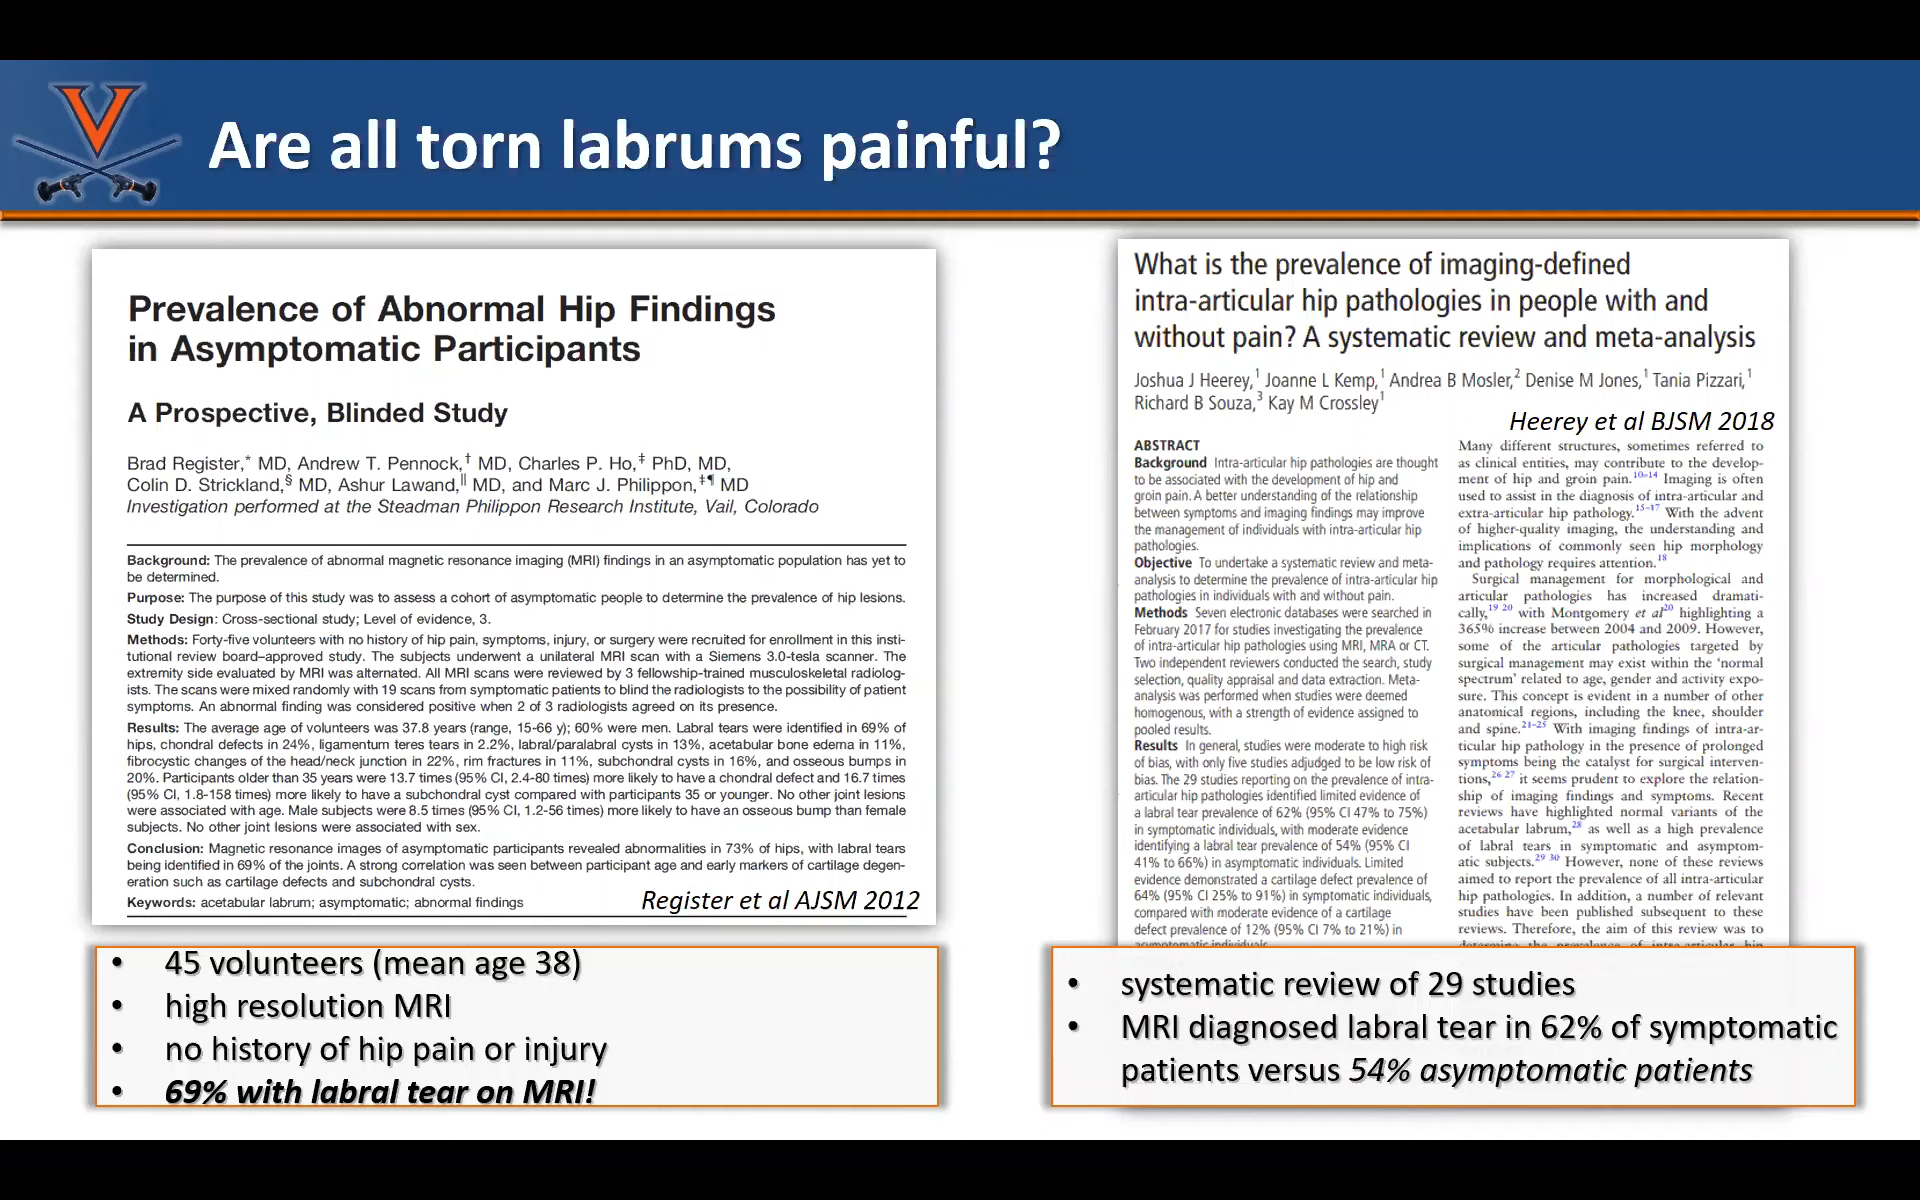 Are all torn labrums painful?
Prevalence of Abnormal Hip Findings
in Asymptomatic Participants
A Prospective, Blinded Study
Brad Register,* MD, Andrew T. Pennock,† MD, Charles P. Ho,‡ PhD, MD,
Colin D. Strickland,§ MD, Ashur Lawand,|| MD, and Marc J. Philippon,‡¶ MD
Investigation performed at the Steadman Philippon Research Institute, Vail, Colorado
Background: The prevalence of abnormal magnetic resonance imaging (MRI) findings in an asymptomatic population has yet to
be determined.
Purpose: The purpose of this study was to assess a cohort of asymptomatic people to determine the prevalence of hip lesions.
Study Design: Cross-sectional study; Level of evidence, 3.
Methods: Forty-five volunteers with no history of hip pain, symptoms, injury, or surgery were recruited for enrollment in this insti-
tutional review board–approved study. The subjects underwent a unilateral MRI scan with a Siemens 3.0-tesla scanner. The
extremity side evaluated by MRI was alternated. All MRI scans were reviewed by 3 fellowship-trained musculoskeletal radiolog-
ists. The scans were mixed randomly with 19 scans from symptomatic patients to blind the radiologists to the possibility of patient
symptoms. An abnormal finding was considered positive when 2 of 3 radiologists agreed on its presence.
Results: The average age of volunteers was 37.8 years (range, 15-66 y); 60% were men. Labral tears were identified in 69% of
hips, chondral defects in 24%, ligamentum teres tears in 2.2%, labral/paralabral cysts in 13%, acetabular bone edema in 11%,
fibrocystic changes of the head/neck junction in 22%, rim fractures in 11%, subchondral cysts in 16%, and osseous bumps in
20%. Participants older than 35 years were 13.7 times (95% CI, 2.4-80 times) more likely to have a chondral defect and 16.7 times
(95% CI, 1.8-158 times) more likely to have a subchondral cyst compared with participants 35 or younger. No other joint lesions
were associated with age. Male subjects were 8.5 times (95% CI, 1.2-56 times) more likely to have an osseous bump than female
subjects. No other joint lesions were associated with sex.
Conclusion: Magnetic resonance images of asymptomatic participants revealed abnormalities in 73% of hips, with labral tears
being identified in 69% of the joints. A strong correlation was seen between participant age and early markers of cartilage degen-
eration such as cartilage defects and subchondral cysts.
Keywords: acetabular labrum; asymptomatic; abnormal findings
Register et al AJSM 2012
• 45 volunteers (mean age 38)
• high resolution MRI
• no history of hip pain or injury
• 69% with labral tear on MRI!
What is the prevalence of imaging-defined
intra-articular hip pathologies in people with and
without pain? A systematic review and meta-analysis
Joshua J Heerey,1 Joanne L Kemp,1 Andrea B Mosler,2 Denise M Jones,1 Tania Pizzari,1
Richard B Souza,3 Kay M Crossley1
Heerey et al BJSM 2018
ABSTRACT
Background Intra-articular hip pathologies are thought
to be associated with the development of hip and
groin pain. A better understanding of the relationship
between symptoms and imaging findings may improve
the management of individuals with intra-articular hip
pathologies.
Objective To undertake a systematic review and meta-
analysis to determine the prevalence of intra-articular hip
pathologies in individuals with and without pain.
Methods Seven electronic databases were searched in
February 2017 for studies investigating the prevalence
of intra-articular hip pathologies using MRI, MRA or CT.
Two independent reviewers conducted the search, study
selection, quality appraisal and data extraction. Meta-
analysis was performed when studies were deemed
homogenous, with a strength of evidence assigned to
pooled results.
Results In general, studies were moderate to high risk
of bias, with only five studies adjudged to be low risk of
bias. The 29 studies reporting on the prevalence of intra-
articular hip pathologies identified limited evidence of
a labral tear prevalence of 62% (95% CI 47% to 75%)
in symptomatic individuals, with moderate evidence
identifying a labral tear prevalence of 54% (95% CI
41% to 66%) in asymptomatic individuals. Limited
evidence demonstrated a cartilage defect prevalence of
64% (95% CI 25% to 91%) in symptomatic individuals,
compared with moderate evidence of a cartilage
defect prevalence of 12% (95% CI 7% to 21%) in
asymptomatic individuals.
Many different structures, sometimes referred to
as clinical entities, may contribute to the develop-
ment of hip and groin pain.10–14 Imaging is often
used to assist in the diagnosis of intra-articular and
extra-articular hip pathology.15–17 With the advent
of higher-quality imaging, the understanding and
implications of commonly seen hip morphology
and pathology requires attention.18
Surgical management for morphological and
articular pathologies has increased dramati-
cally,19 20 with Montgomery et al20 highlighting a
365% increase between 2004 and 2009. However,
some of the articular pathologies targeted by
surgical management may exist within the ‘normal
spectrum’ related to age, gender and activity expo-
sure. This concept is evident in a number of other
anatomical regions, including the knee, shoulder
and spine.21–25 With imaging findings of intra-ar-
ticular hip pathology in the presence of prolonged
symptoms being the catalyst for surgical interven-
tions,26 27 it seems prudent to explore the relation-
ship of imaging findings and symptoms. Recent
reviews have highlighted normal variants of the
acetabular labrum,28 as well as a high prevalence
of labral tears in symptomatic and asymptom-
atic subjects.29 30 However, none of these reviews
aimed to report the prevalence of all intra-articular
hip pathologies. In addition, a number of relevant
studies have been published subsequent to these
reviews. Therefore, the aim of this review was to
determine the prevalence of intra-articular hip
• systematic review of 29 studies
• MRI diagnosed labral tear in 62% of symptomatic
patients versus 54% asymptomatic patients